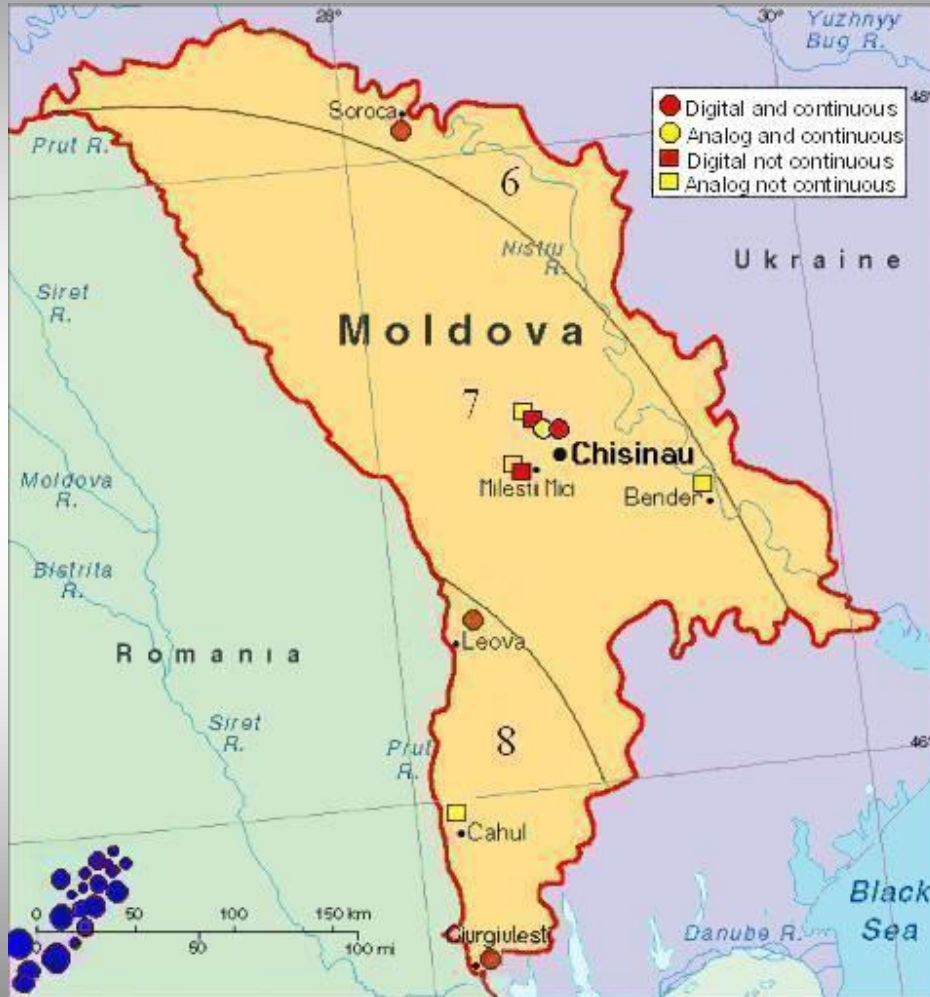 28°
30°
Yuzhnyy
Bug R.
48°
Digital and continuous
Analog and continuous
Digital not continuous
Analog not continuous
Soroca
Prut R.
6
Nistru
R.
Ukraine
Siret
R.
Moldova
7
Chisinau
Milestii Mici
Bender
Moldova
R.
Bistrita
R.
Leova
Romania
Siret
R.
Prut
R.
8
46°
Cahul
Black
Sea
0 50 100 150 km
0 50 100 mi
Giurgiulesti
Danube R.